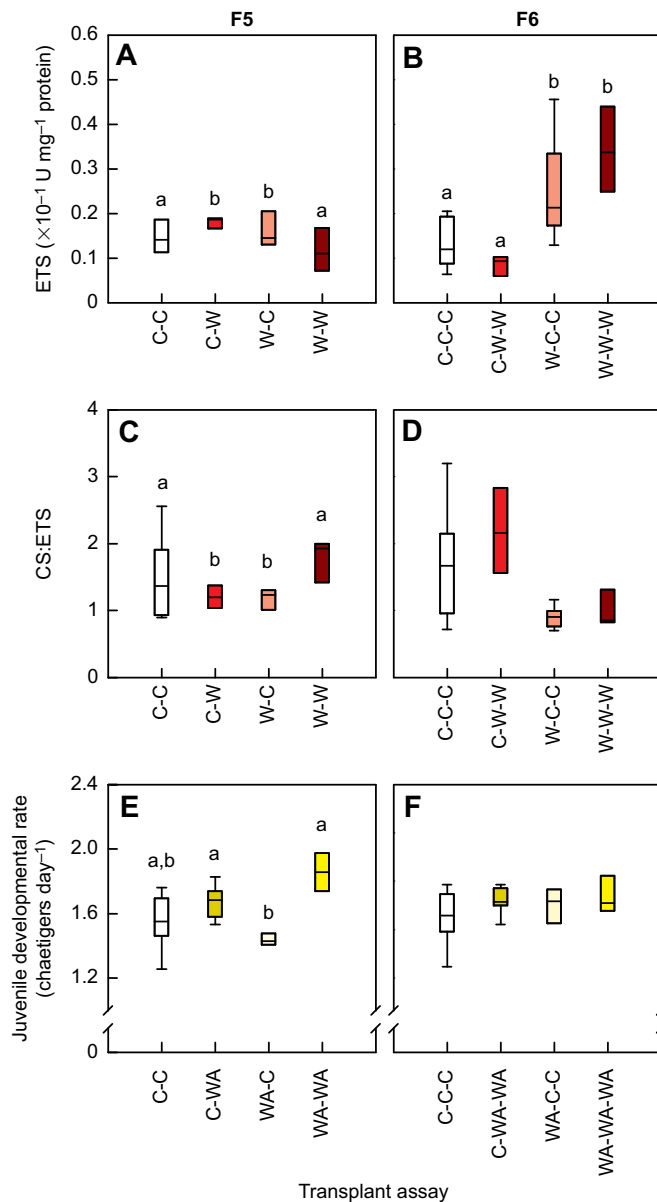 F5
F6
ETS (×10⁻¹ U mg⁻¹ protein)
0.6
0.5
0.4
0.3
0.2
0.1
0
A
a
b
b
a
C-C
C-W
W-C
W-W
B
a
a
b
b
C-C-C
C-W-W
W-C-C
W-W-W
CS:ETS
4
3
2
1
0
C
a
b
b
a
C-C
C-W
W-C
W-W
D
C-C-C
C-W-W
W-C-C
W-W-W
Juvenile developmental rate
(chaetigers day⁻¹)
2.4
2.0
1.6
1.2
0
E
a,b
a
b
a
C-C
C-WA
WA-C
WA-WA
F
C-C-C
C-WA-WA
WA-C-C
WA-WA-WA
Transplant assay